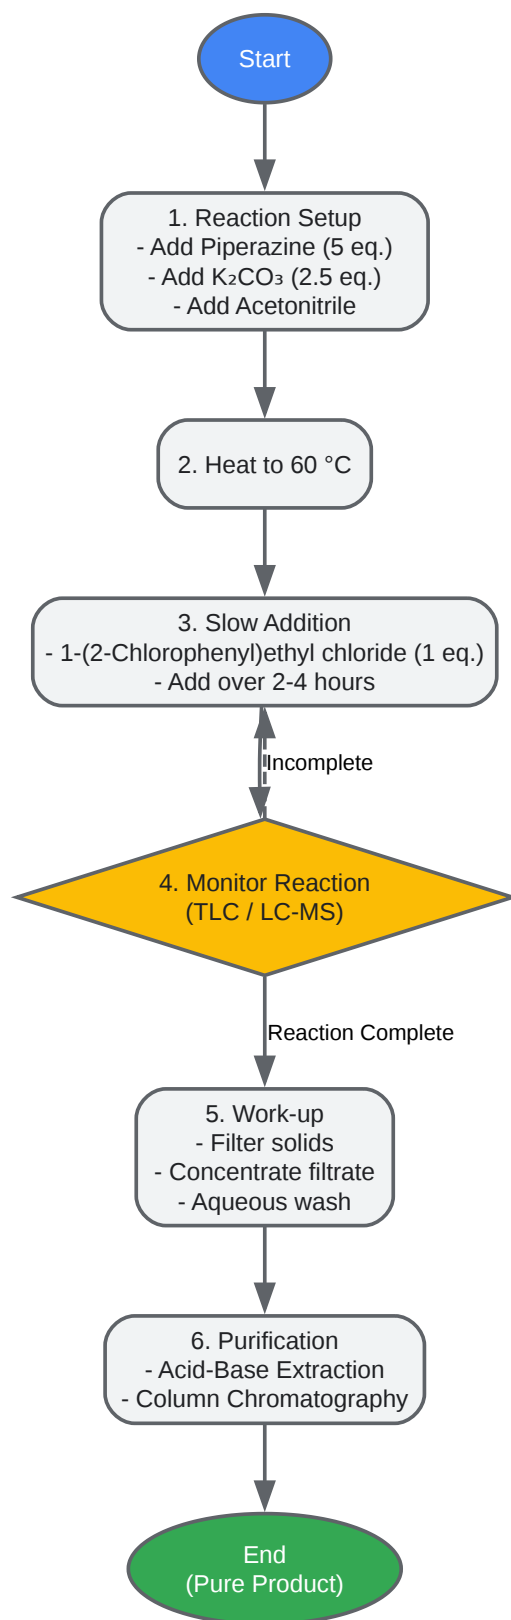 Start
1. Reaction Setup
- Add Piperazine (5 eq.)
- Add K₂CO₃ (2.5 eq.)
- Add Acetonitrile
2. Heat to 60 °C
3. Slow Addition
- 1-(2-Chlorophenyl)ethyl chloride (1 eq.)
- Add over 2-4 hours
Incomplete
4. Monitor Reaction
(TLC / LC-MS)
Reaction Complete
5. Work-up
- Filter solids
- Concentrate filtrate
- Aqueous wash
6. Purification
- Acid-Base Extraction
- Column Chromatography
End
(Pure Product)